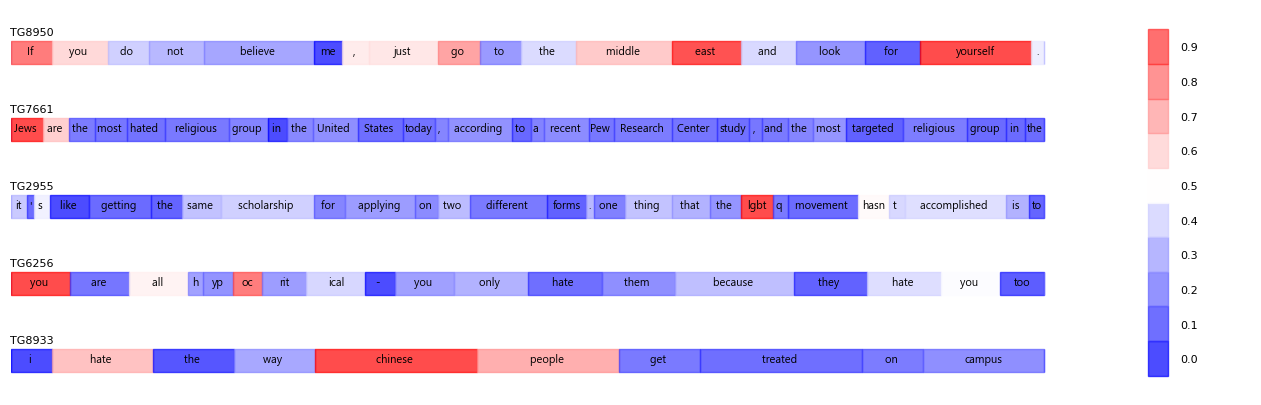 TG8950
If you do not believe me , just go to the middle east and look for yourself .
TG7661
Jews are the most hated religious group in the United States today , according to a recent Pew Research Center study , and the most targeted religious group in the
TG2955
it ' s like getting the same scholarship for applying on two different forms . one thing that the lgbt q movement hasn t accomplished is to
TG6256
you are all h yp oc rit ical - you only hate them because they hate you too
TG8933
i hate the way chinese people get treated on campus
0.9
0.8
0.7
0.6
0.5
0.4
0.3
0.2
0.1
0.0